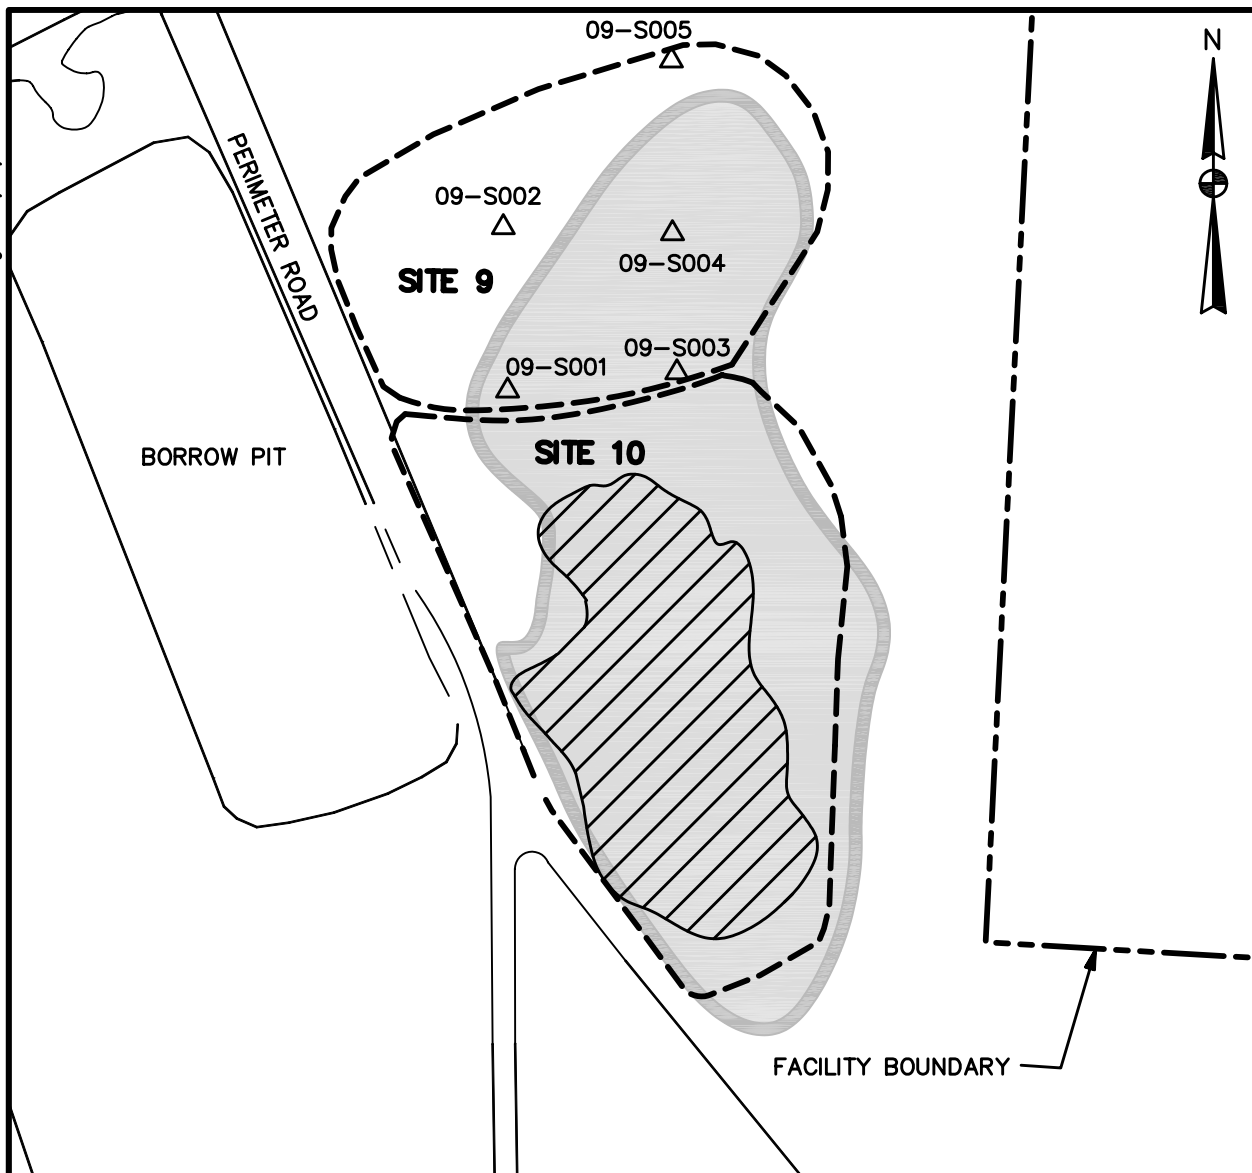 09-S005
N
PERIMETER ROAD
09-S002
09-S004
SITE 9
09-S003
09-S001
SITE 10
BORROW PIT
FACILITY BOUNDARY